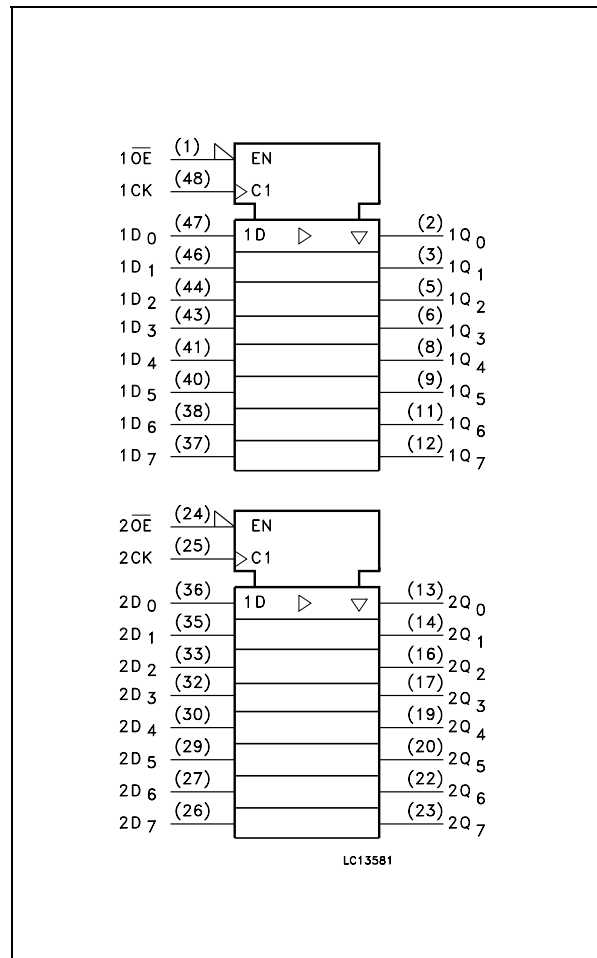 1O̅E̅ (1) EN
1CK (48) C1
1D0 (47) 1D (2) 1Q0
1D1 (46) (3) 1Q1
1D2 (44) (5) 1Q2
1D3 (43) (6) 1Q3
1D4 (41) (8) 1Q4
1D5 (40) (9) 1Q5
1D6 (38) (11) 1Q6
1D7 (37) (12) 1Q7
2O̅E̅ (24) EN
2CK (25) C1
2D0 (36) 1D (13) 2Q0
2D1 (35) (14) 2Q1
2D2 (33) (16) 2Q2
2D3 (32) (17) 2Q3
2D4 (30) (19) 2Q4
2D5 (29) (20) 2Q5
2D6 (27) (22) 2Q6
2D7 (26) (23) 2Q7
LC13581